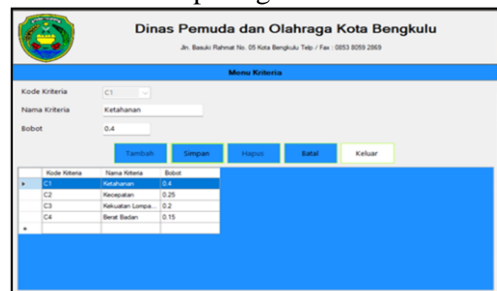 Dinas Pemuda dan Olahraga Kota Bengkulu
Jln. Basuki Rahmat No. 05 Kota Bengkulu Telp / Fax : 0853 8059 2869
Menu Kriteria
Kode Kriteria C1
Nama Kriteria Ketahanan
Bobot 0.4
Tambah Simpan Hapus Batal Keluar
Kode Kriteria Nama Kriteria Bobot
C1 Ketahanan 0.4
C2 Kecepatan 0.25
C3 Kekuatan Lompa... 0.2
C4 Berat Badan 0.15